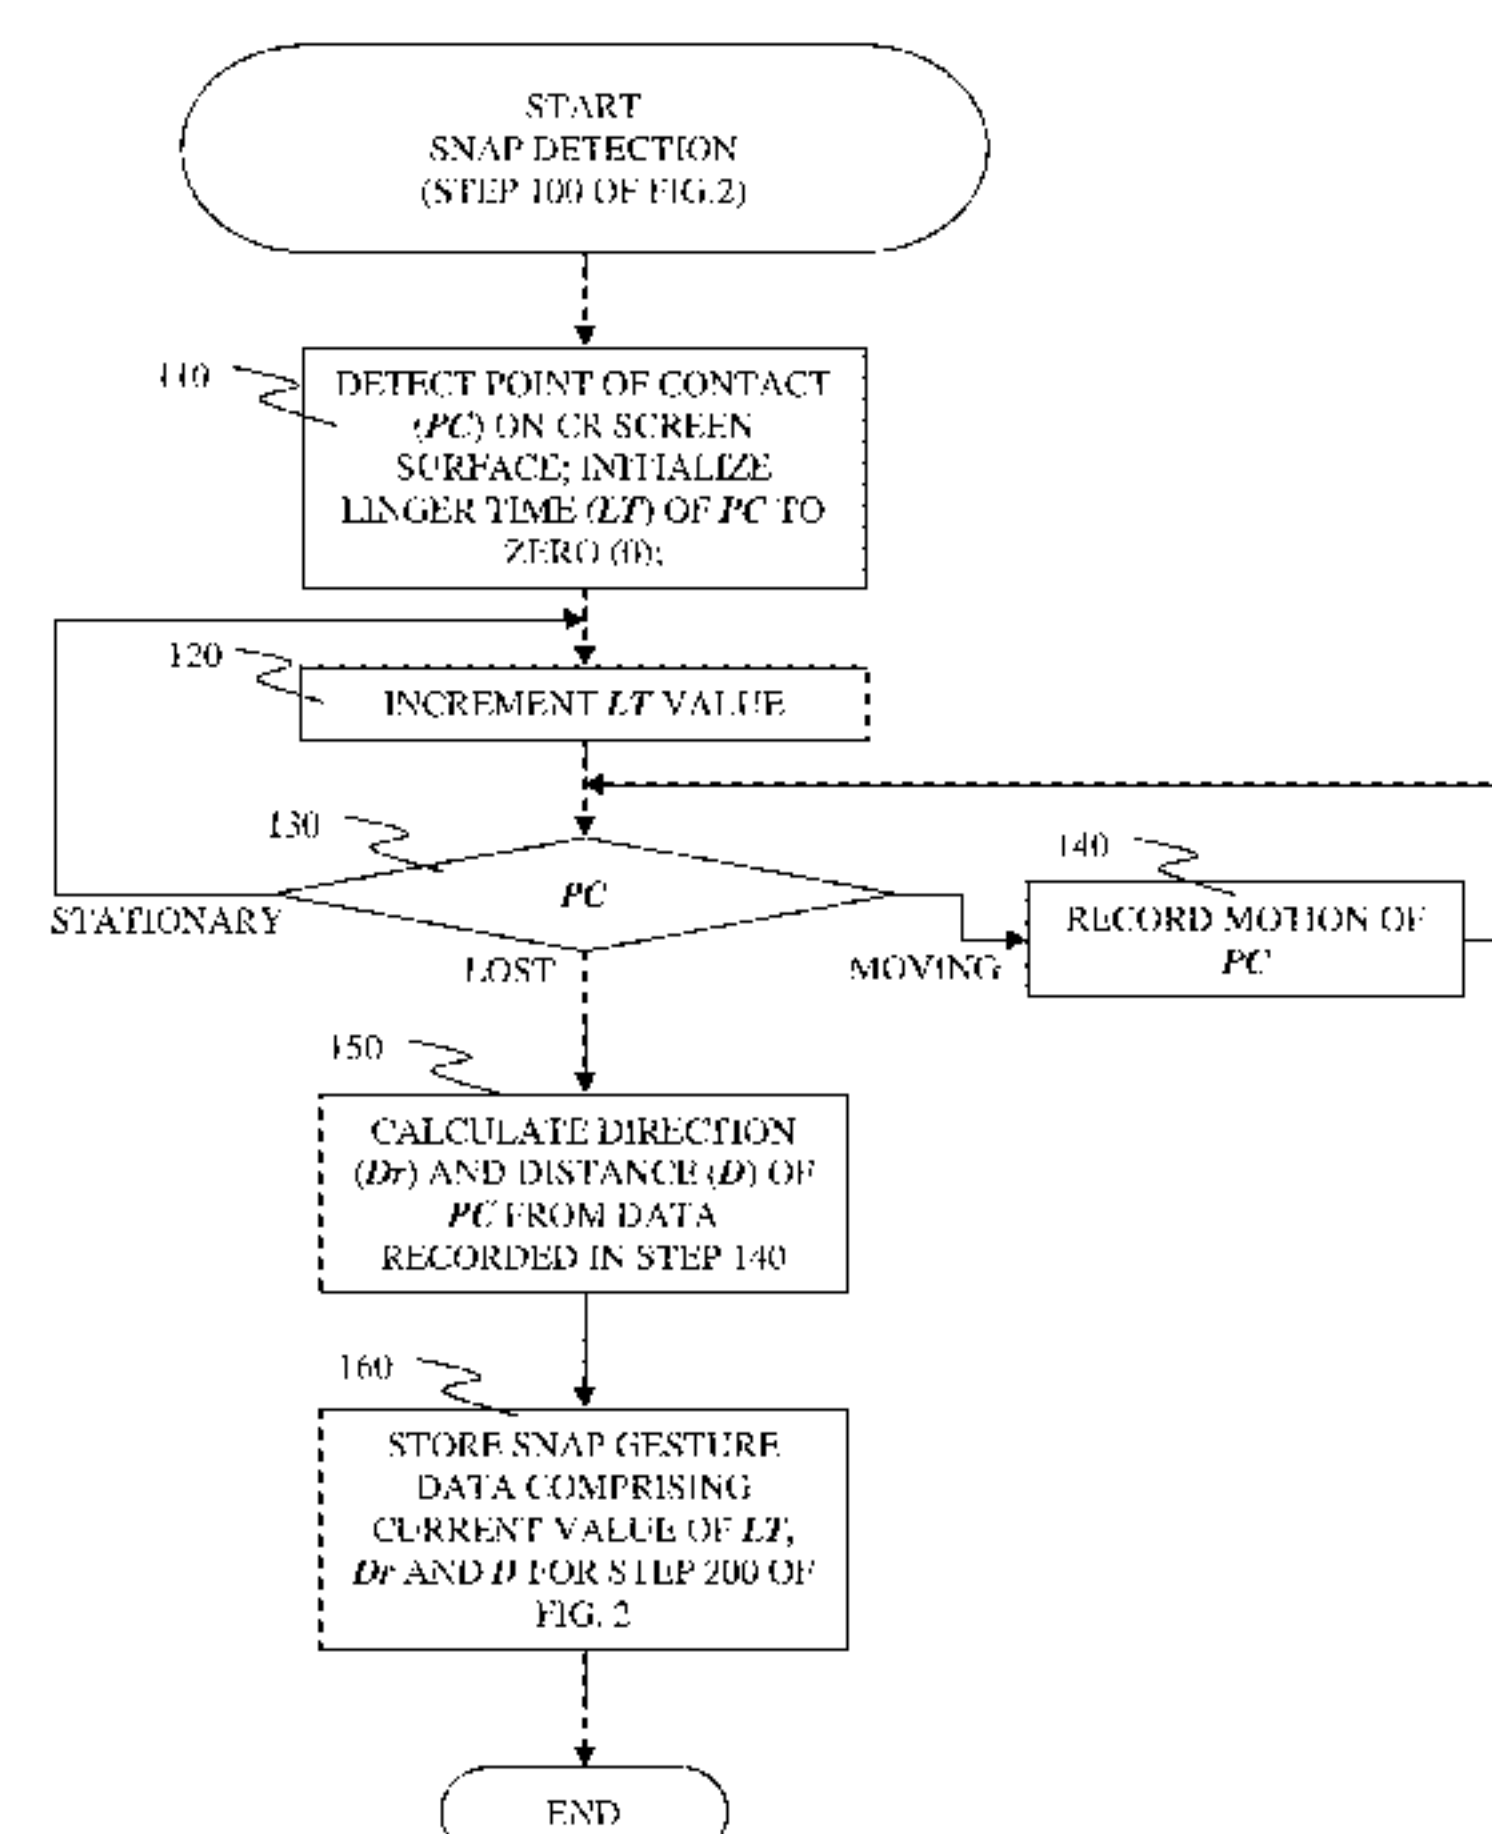 START
SNAP DETECTION
(STEP 100 OF FIG.2)
110
DETECT POINT OF CONTACT
(PC) ON CR SCREEN
SURFACE; INITIALIZE
LINGER TIME (LT) OF PC TO
ZERO (0);
120
INCREMENT LT VALUE
130
PC
STATIONARY
LOST
MOVING
140
RECORD MOTION OF
PC
150
CALCULATE DIRECTION
(Dr) AND DISTANCE (D) OF
PC FROM DATA
RECORDED IN STEP 140
160
STORE SNAP GESTURE
DATA COMPRISING
CURRENT VALUE OF LT,
Dr AND D FOR STEP 200 OF
FIG. 2
END